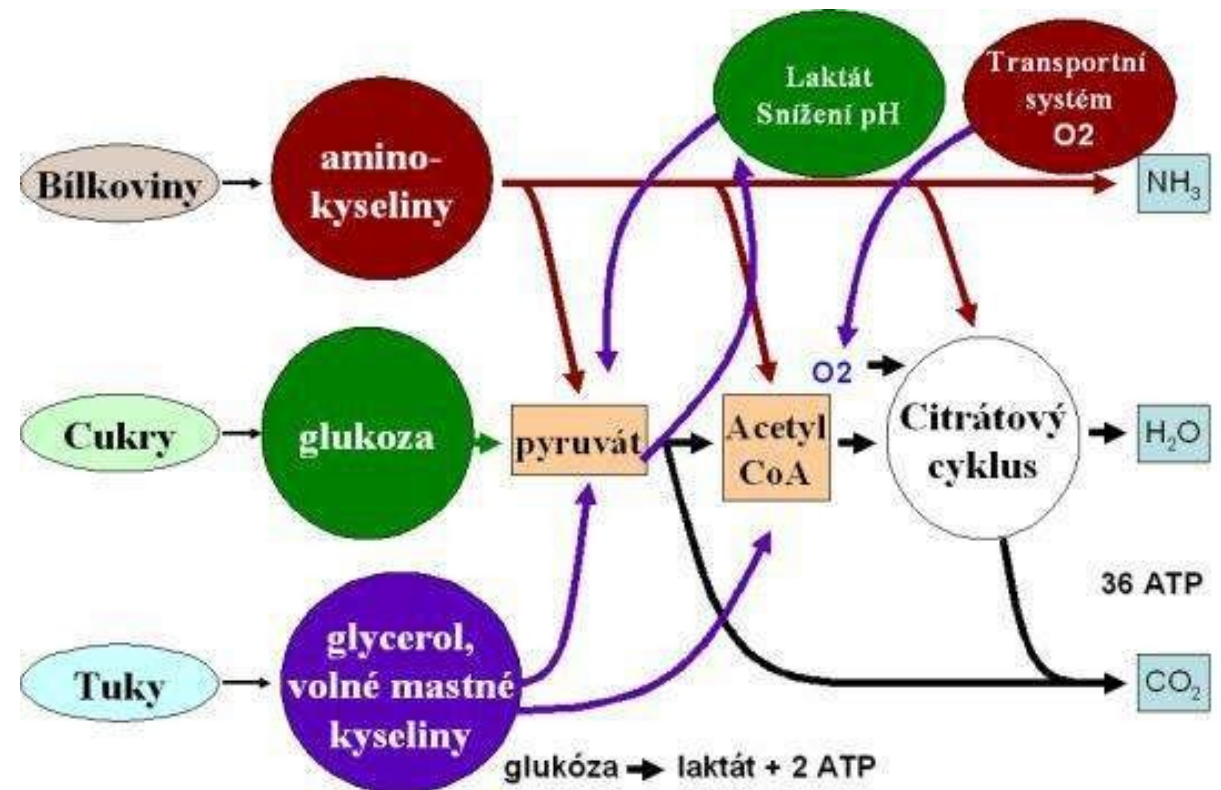 Laktát
Snížení pH
Transportní
systém
O2
Bílkoviny
amino-
kyseliny
NH3
O2
Cukry
glukoza
pyruvát
Acetyl
CoA
Citrátový
cyklus
H2O
36 ATP
Tuky
glycerol,
volné mastné
kyseliny
CO2
glukóza → laktát + 2 ATP